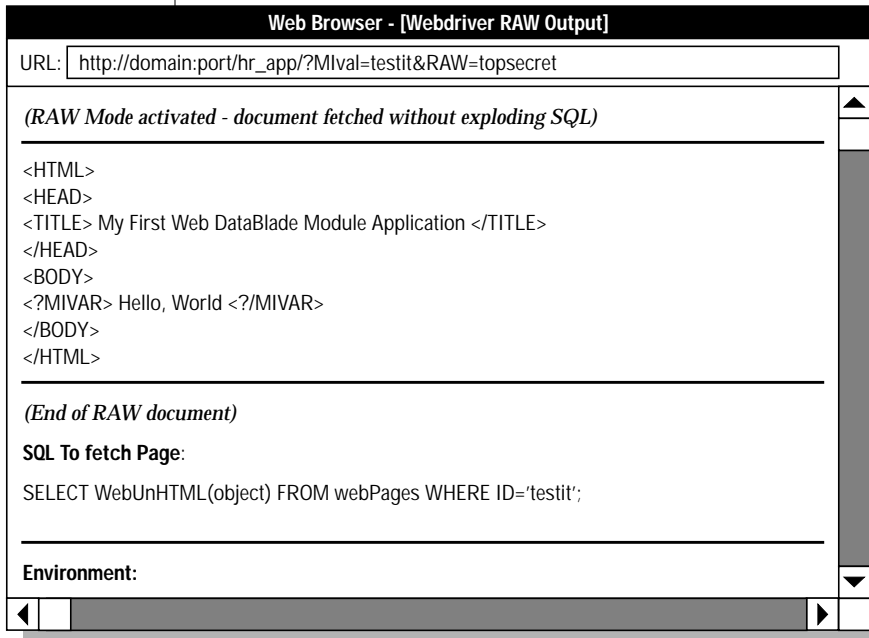 Web Browser - [Webdriver RAW Output]
URL: http://domain:port/hr_app/?MIval=testit&RAW=topsecret
(RAW Mode activated - document fetched without exploding SQL)
<HTML>
<HEAD>
<TITLE> My First Web DataBlade Module Application </TITLE>
</HEAD>
<BODY>
<?MIVAR> Hello, World <?/MIVAR>
</BODY>
</HTML>
(End of RAW document)
SQL To fetch Page:
SELECT WebUnHTML(object) FROM webPages WHERE ID=’testit’;
Environment: